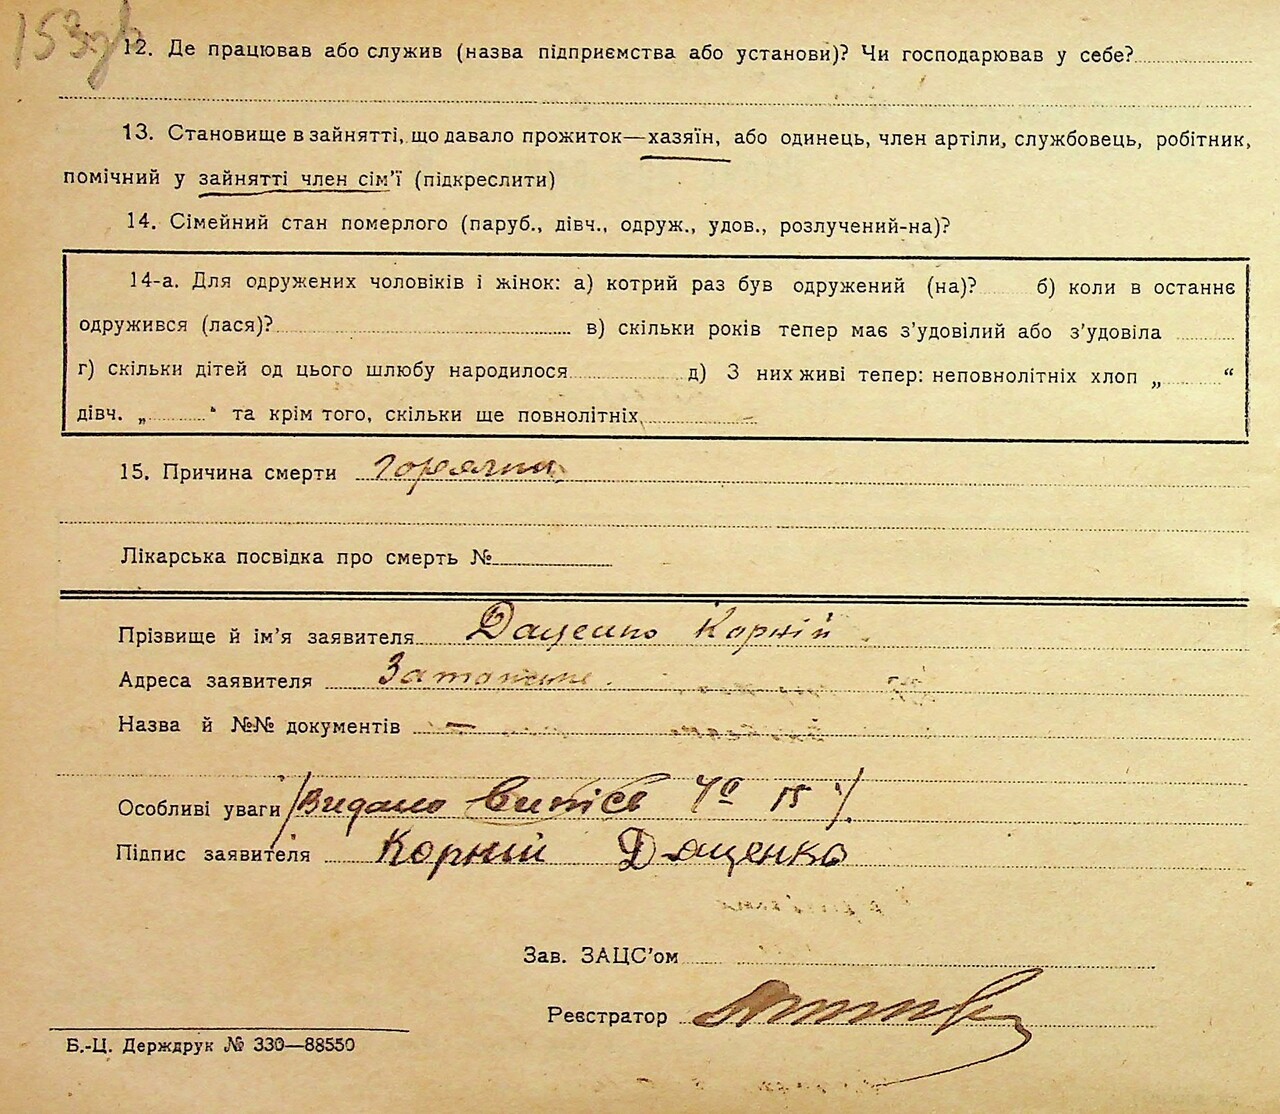 153зв
12. Де працював або служив (назва підприємства або установи)? Чи господарював у себе?
13. Становище в зайнятті, що давало прожиток—хазяїн, або одинець, член артілі, службовець, робітник,
помічний у зайнятті член сім'ї (підкреслити)
14. Сімейний стан померлого (паруб., дівч., одруж., удов., розлучений-на)?
14-а. Для одружених чоловіків і жінок: а) котрий раз був одружений (на)? б) коли в останнє
одружився (лася)? в) скільки років тепер має з'удовілий або з'удовіла
г) скільки дітей од цього шлюбу народилося д) З них живі тепер: неповнолітніх хлоп „ “
дівч. „ “ та крім того, скільки ще повнолітніх
15. Причина смерти горячка
Лікарська посвідка про смерть №
Прізвище й ім'я заявителя Даценко Корній
Адреса заявителя
Назва й №№ документів —
Особливі уваги /Видано випісь
Підпис заявителя Корній Даценко
Зав. ЗАЦС'ом
Реєстратор
Б.-Ц. Держдрук № 330—88550